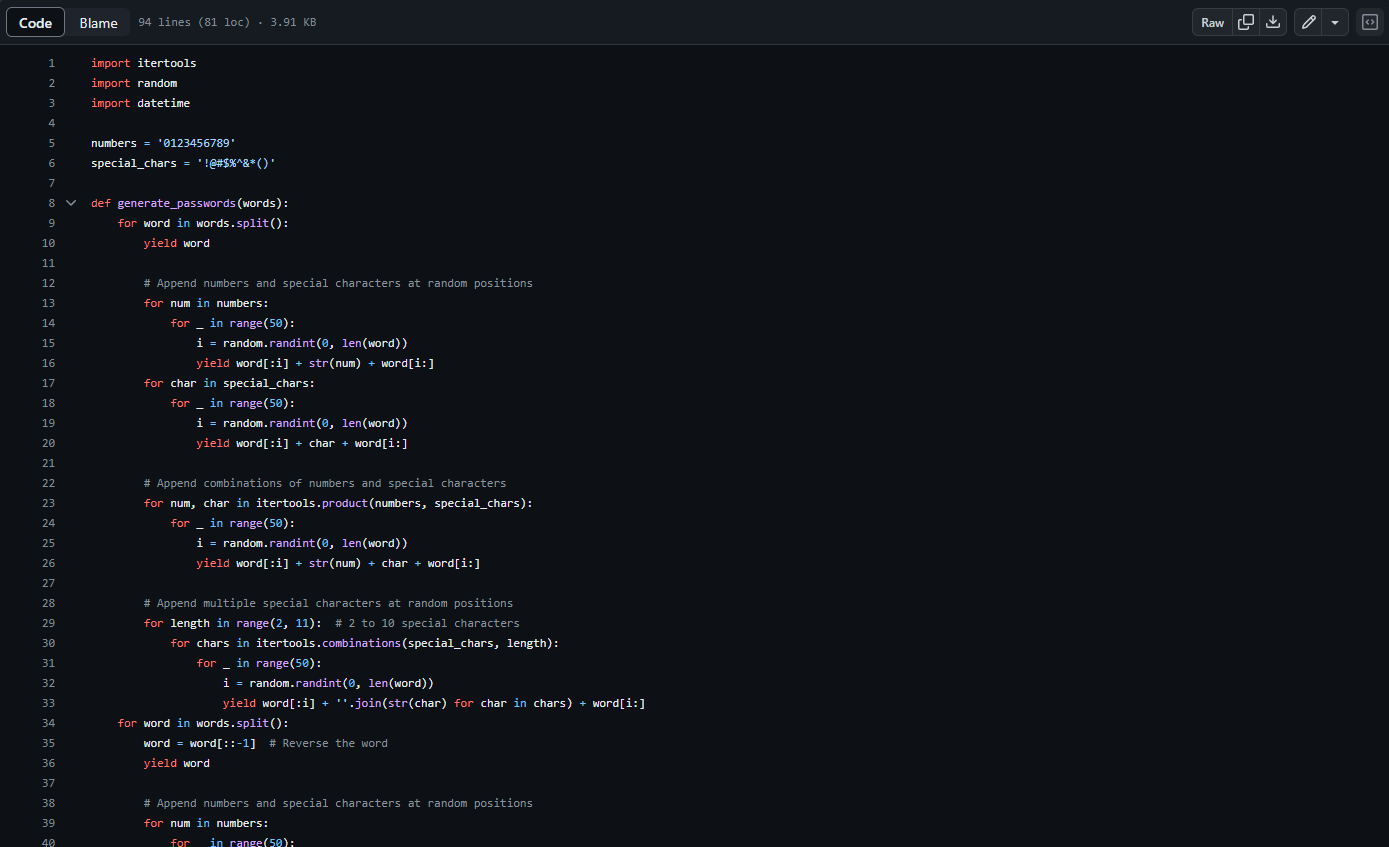 Code Blame 94 lines (81 loc) · 3.91 KB Raw
1 import itertools
2 import random
3 import datetime
4
5 numbers = '0123456789'
6 special_chars = '!@#$%^&*()'
7
8 def generate_passwords(words):
9     for word in words.split():
10         yield word
11
12         # Append numbers and special characters at random positions
13         for num in numbers:
14             for _ in range(50):
15                 i = random.randint(0, len(word))
16                 yield word[:i] + str(num) + word[i:]
17         for char in special_chars:
18             for _ in range(50):
19                 i = random.randint(0, len(word))
20                 yield word[:i] + char + word[i:]
21
22         # Append combinations of numbers and special characters
23         for num, char in itertools.product(numbers, special_chars):
24             for _ in range(50):
25                 i = random.randint(0, len(word))
26                 yield word[:i] + str(num) + char + word[i:]
27
28         # Append multiple special characters at random positions
29         for length in range(2, 11):  # 2 to 10 special characters
30             for chars in itertools.combinations(special_chars, length):
31                 for _ in range(50):
32                     i = random.randint(0, len(word))
33                     yield word[:i] + ''.join(str(char) for char in chars) + word[i:]
34     for word in words.split():
35         word = word[::-1]  # Reverse the word
36         yield word
37
38         # Append numbers and special characters at random positions
39         for num in numbers:
40             for _ in range(50):